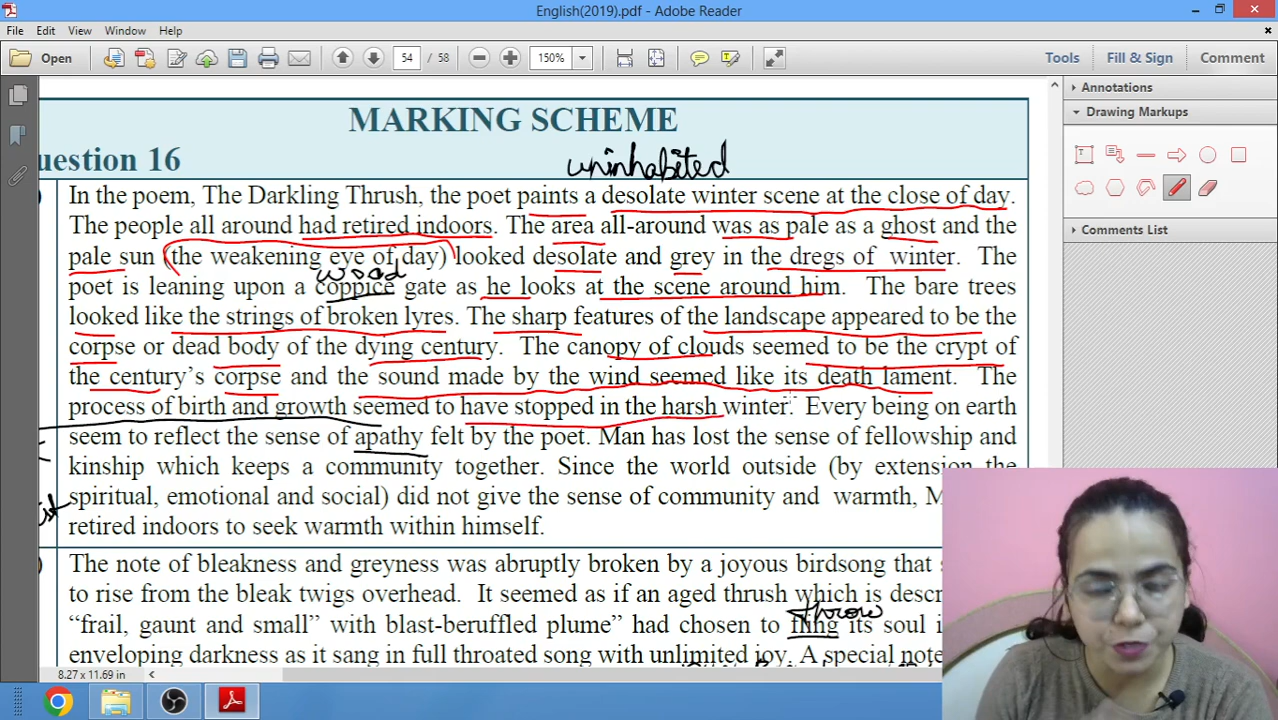 English(2019).pdf - Adobe Reader
File Edit View Window Help
Open 54 / 58 150% Tools Fill & Sign Comment
Annotations
Drawing Markups
Comments List
MARKING SCHEME
uestion 16
uninhabited
In the poem, The Darkling Thrush, the poet paints a desolate winter scene at the close of day.
The people all around had retired indoors. The area all-around was as pale as a ghost and the
pale sun (the weakening eye of day) looked desolate and grey in the dregs of winter. The
wood
poet is leaning upon a coppice gate as he looks at the scene around him. The bare trees
looked like the strings of broken lyres. The sharp features of the landscape appeared to be the
corpse or dead body of the dying century. The canopy of clouds seemed to be the crypt of
the century's corpse and the sound made by the wind seemed like its death lament. The
process of birth and growth seemed to have stopped in the harsh winter. Every being on earth
seem to reflect the sense of apathy felt by the poet. Man has lost the sense of fellowship and
kinship which keeps a community together. Since the world outside (by extension the
spiritual, emotional and social) did not give the sense of community and warmth, M
retired indoors to seek warmth within himself.
The note of bleakness and greyness was abruptly broken by a joyous birdsong that s
to rise from the bleak twigs overhead. It seemed as if an aged thrush which is descr
throw
"frail, gaunt and small" with blast-beruffled plume" had chosen to fling its soul i
enveloping darkness as it sang in full throated song with unlimited joy. A special note
8.27 x 11.69 in